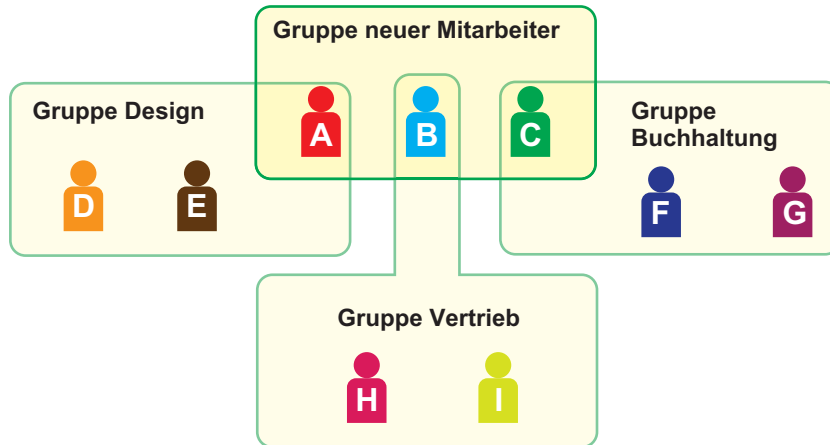 Gruppe neuer Mitarbeiter
Gruppe Design
A
B
C
Gruppe
Buchhaltung
D
E
F
G
Gruppe Vertrieb
H
I